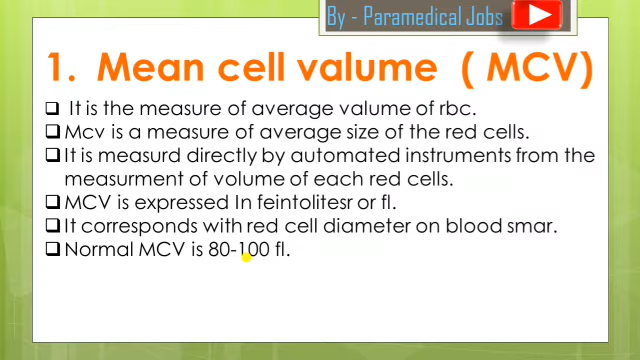 By - Paramedical Jobs
1. Mean cell valume ( MCV)
It is the measure of average valume of rbc.
Mcv is a measure of average size of the red cells.
It is measurd directly by automated instruments from the
measurment of volume of each red cells.
MCV is expressed In feintolitesr or fl.
It corresponds with red cell diameter on blood smar.
Normal MCV is 80-100 fl.